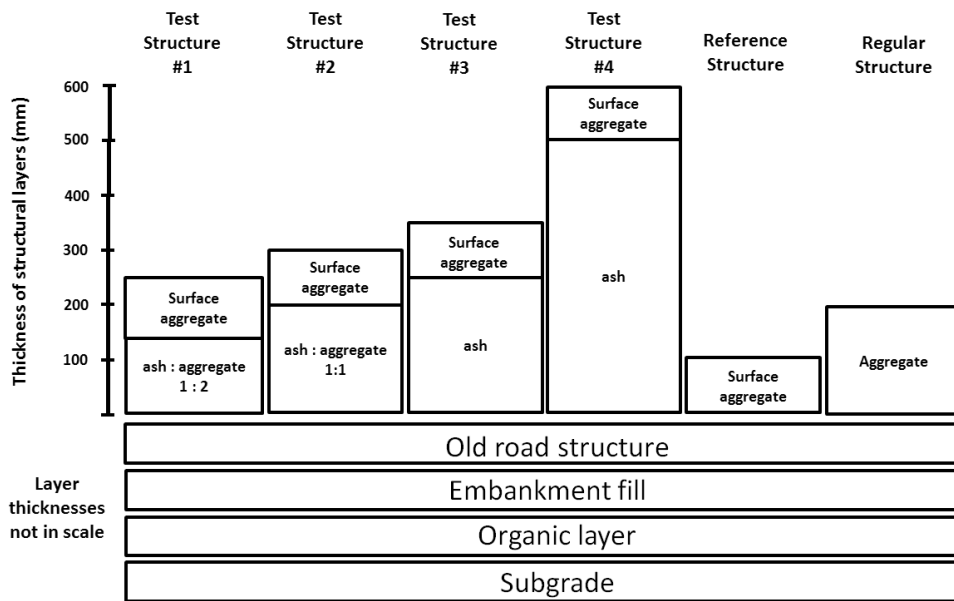 Test
Structure
#1
Test
Structure
#2
Test
Structure
#3
Test
Structure
#4
Reference
Structure
Regular
Structure
Thickness of structural layers (mm)
600
500
400
300
200
100
Surface
aggregate
ash : aggregate
1 : 2
Surface
aggregate
ash : aggregate
1:1
Surface
aggregate
ash
Surface
aggregate
ash
Surface
aggregate
Aggregate
Layer
thicknesses
not in scale
Old road structure
Embankment fill
Organic layer
Subgrade